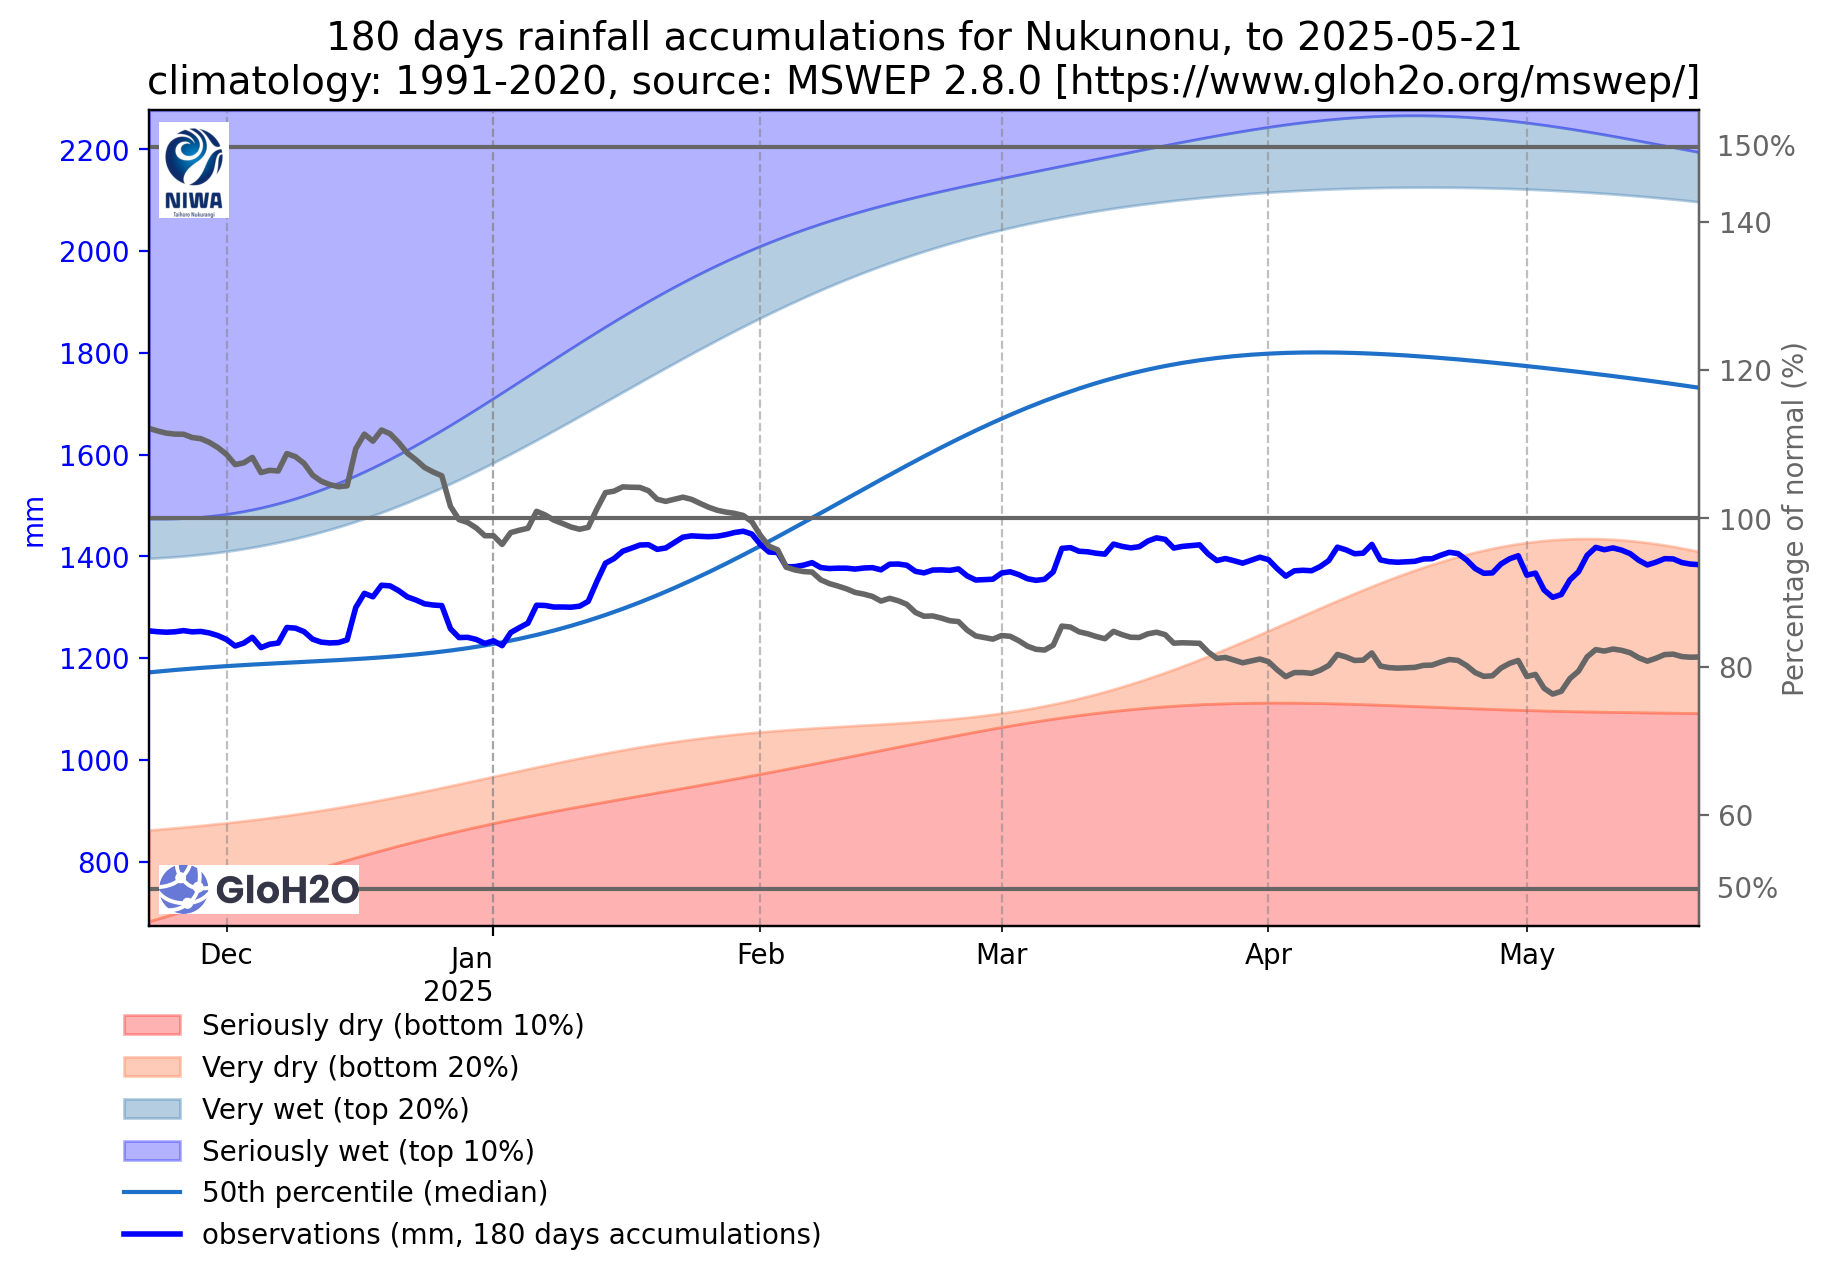 180 days rainfall accumulations for Nukunonu, to 2025-05-21
climatology: 1991-2020, source: MSWEP 2.8.0 [https://www.gloh2o.org/mswep/]
NIWA
Taihoro Nukurangi
2200
2000
1800
1600
1400
1200
1000
800
mm
150%
140
120
100
80
60
50%
Percentage of normal (%)
GloH2O
Dec
Jan
2025
Feb
Mar
Apr
May
Seriously dry (bottom 10%)
Very dry (bottom 20%)
Very wet (top 20%)
Seriously wet (top 10%)
50th percentile (median)
observations (mm, 180 days accumulations)